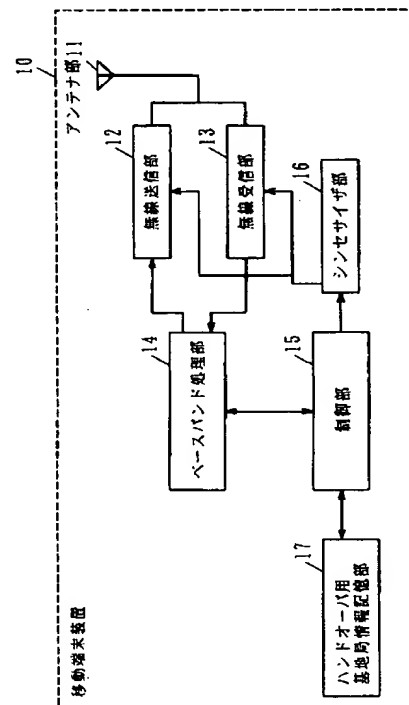 移動端末装置
10
アンテナ部11
12
無線送信部
13
無線受信部
14
ベースバンド処理部
15
制御部
16
シンセサイザ部
17
ハンドオーバ用
基地局情報記憶部